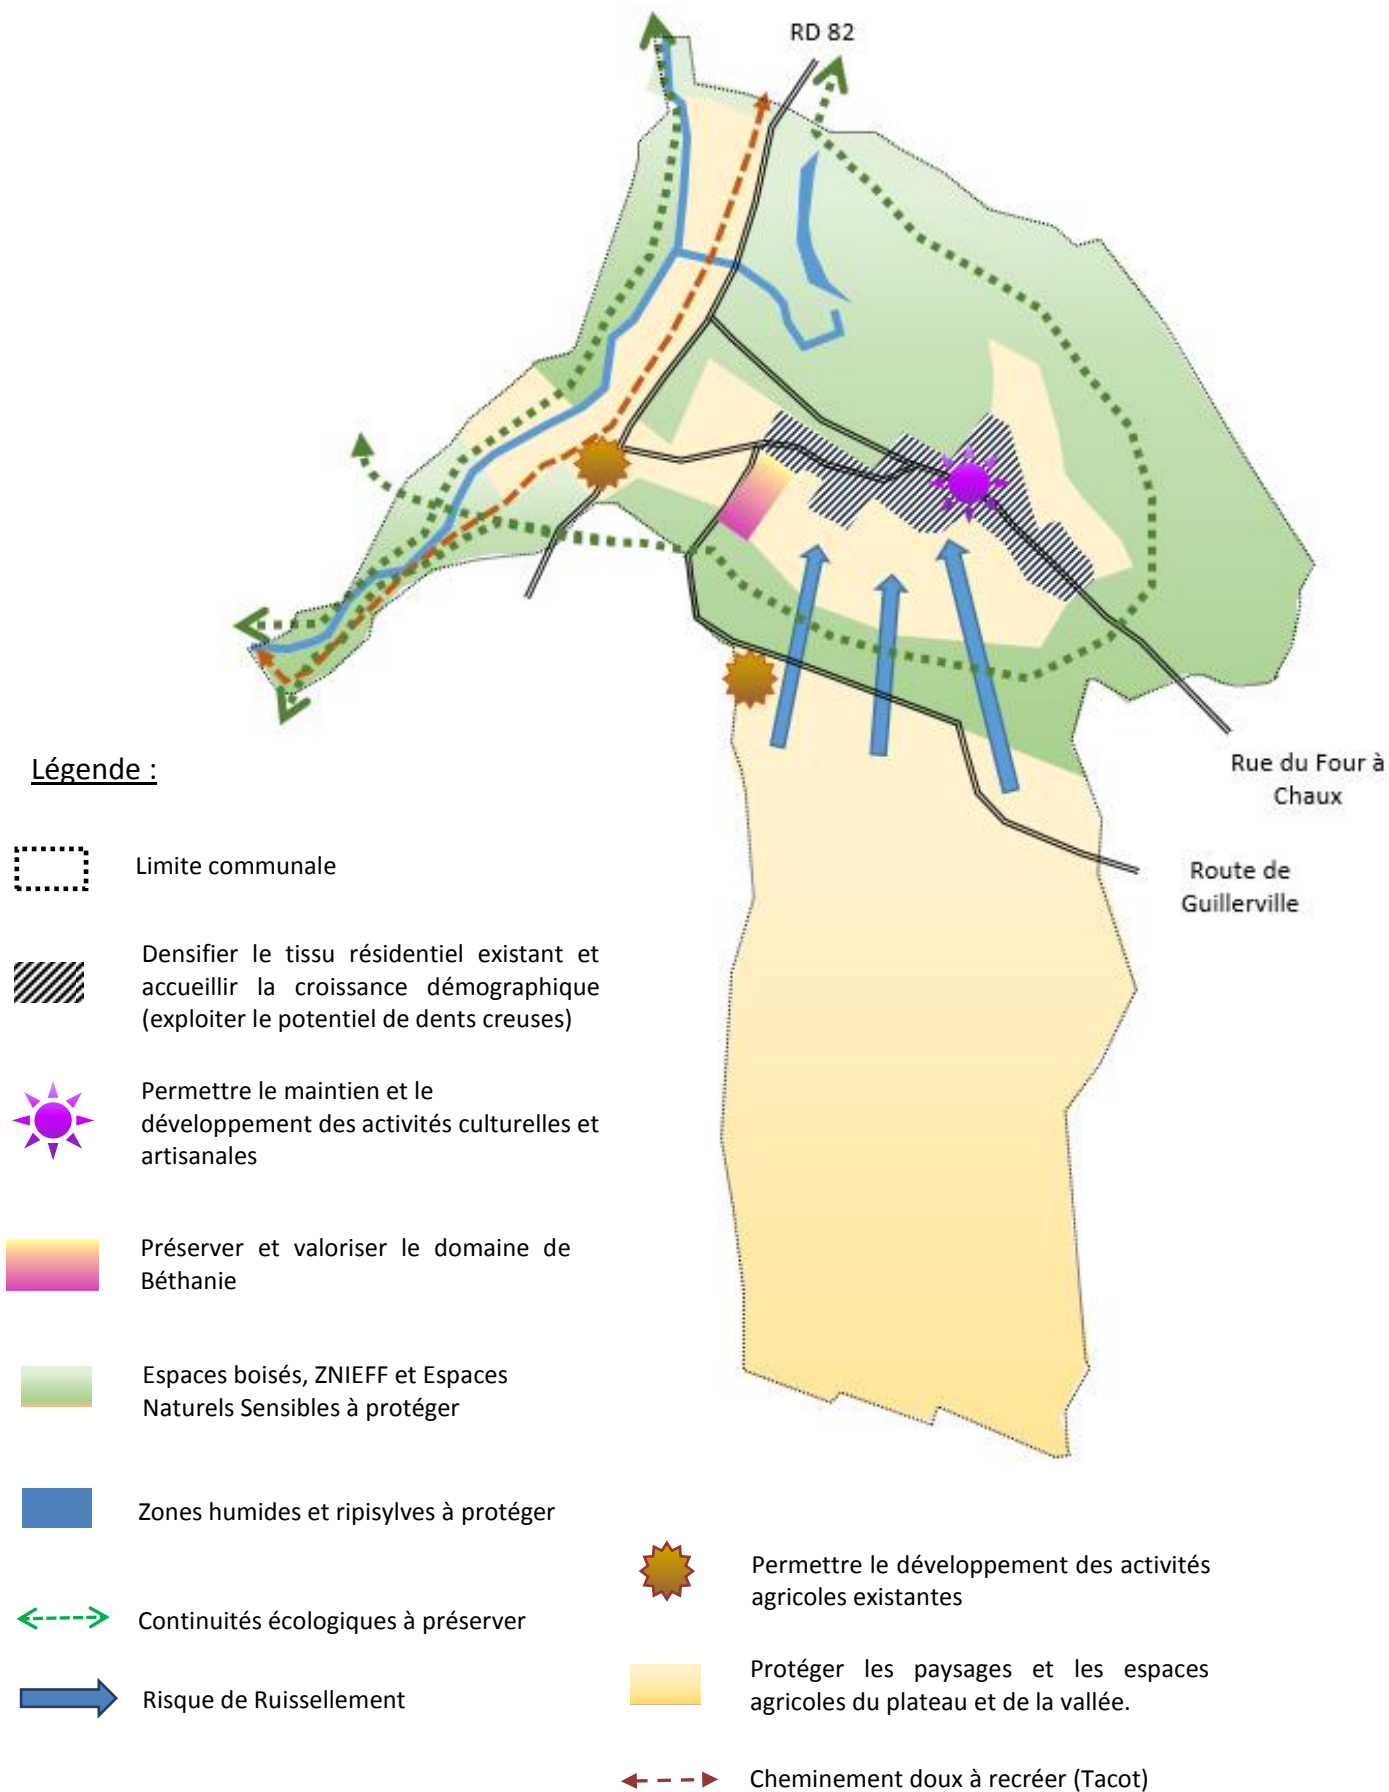 RD 82
Rue du Four à
Chaux
Route de
Guillerville
Légende :
Limite communale
Densifier le tissu résidentiel existant et
accueillir la croissance démographique
(exploiter le potentiel de dents creuses)
Permettre le maintien et le
développement des activités culturelles et
artisanales
Préserver et valoriser le domaine de
Béthanie
Espaces boisés, ZNIEFF et Espaces
Naturels Sensibles à protéger
Zones humides et ripisylves à protéger
Continuités écologiques à préserver
Risque de Ruissellement
Permettre le développement des activités
agricoles existantes
Protéger les paysages et les espaces
agricoles du plateau et de la vallée.
Cheminement doux à recréer (Tacot)